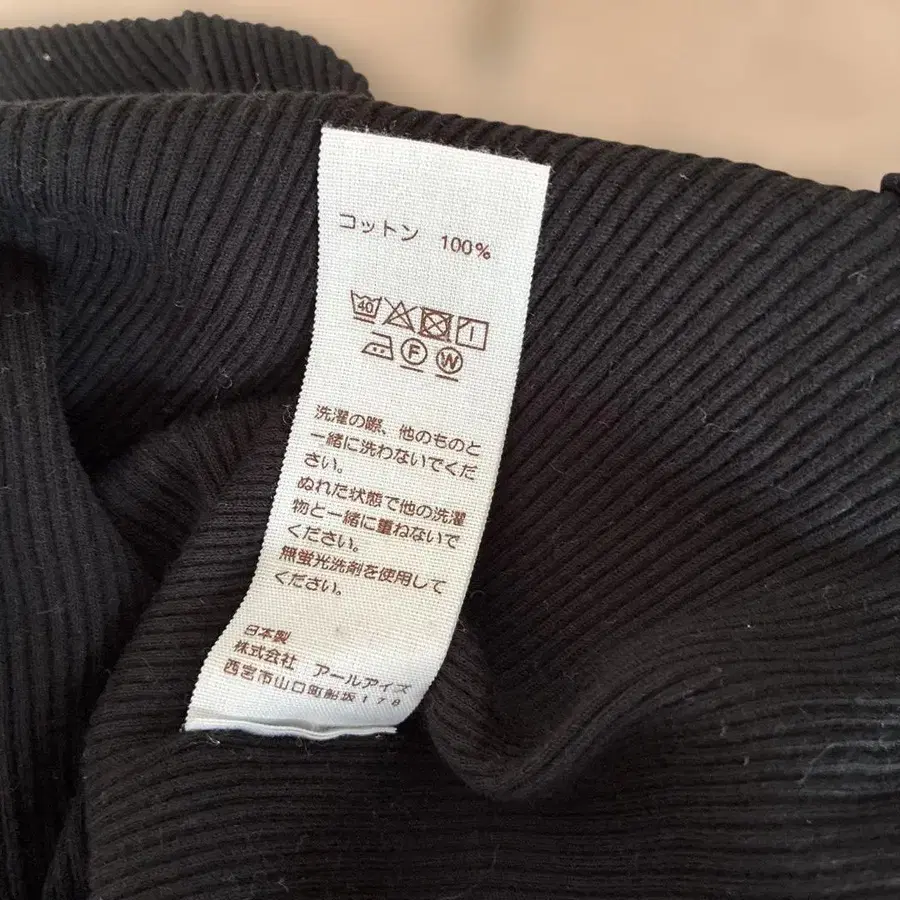 コットン 100%
40
F W
洗濯の際、他のものと
一緒に洗わないでくだ
さい。
ぬれた状態で他の洗濯
物と一緒に重ねないで
ください。
無蛍光洗剤を使用して
ください。
日本製
株式会社 アールアイズ
西宮市山口町船坂178